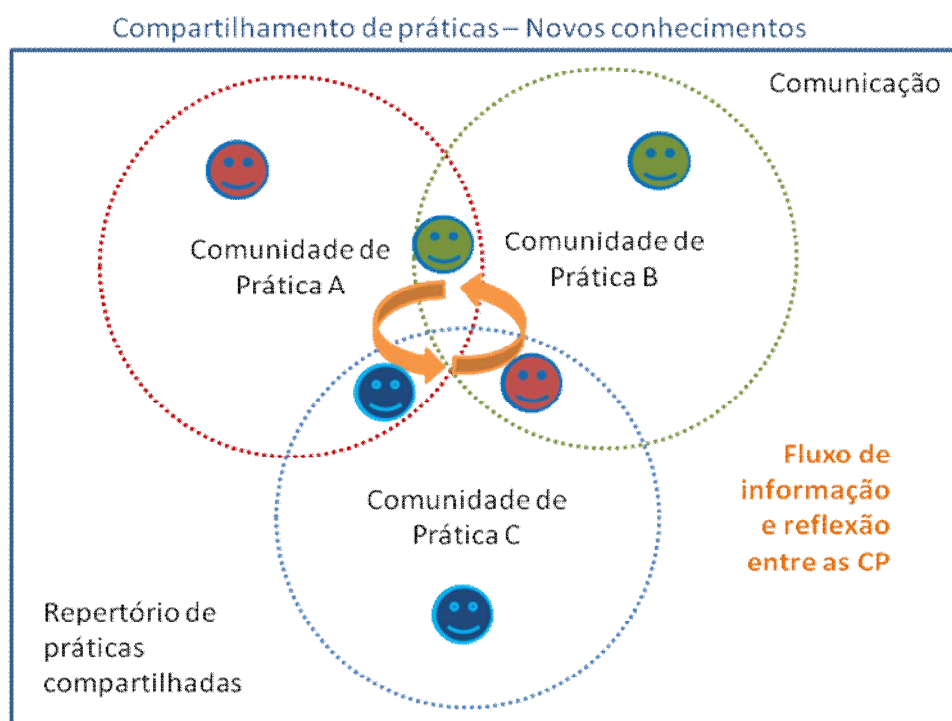 Compartilhamento de práticas – Novos conhecimentos
Comunicação
Comunidade de
Prática A
Comunidade de
Prática B
Comunidade de
Prática C
Fluxo de
informação
e reflexão
entre as CP
Repertório de
práticas
compartilhadas